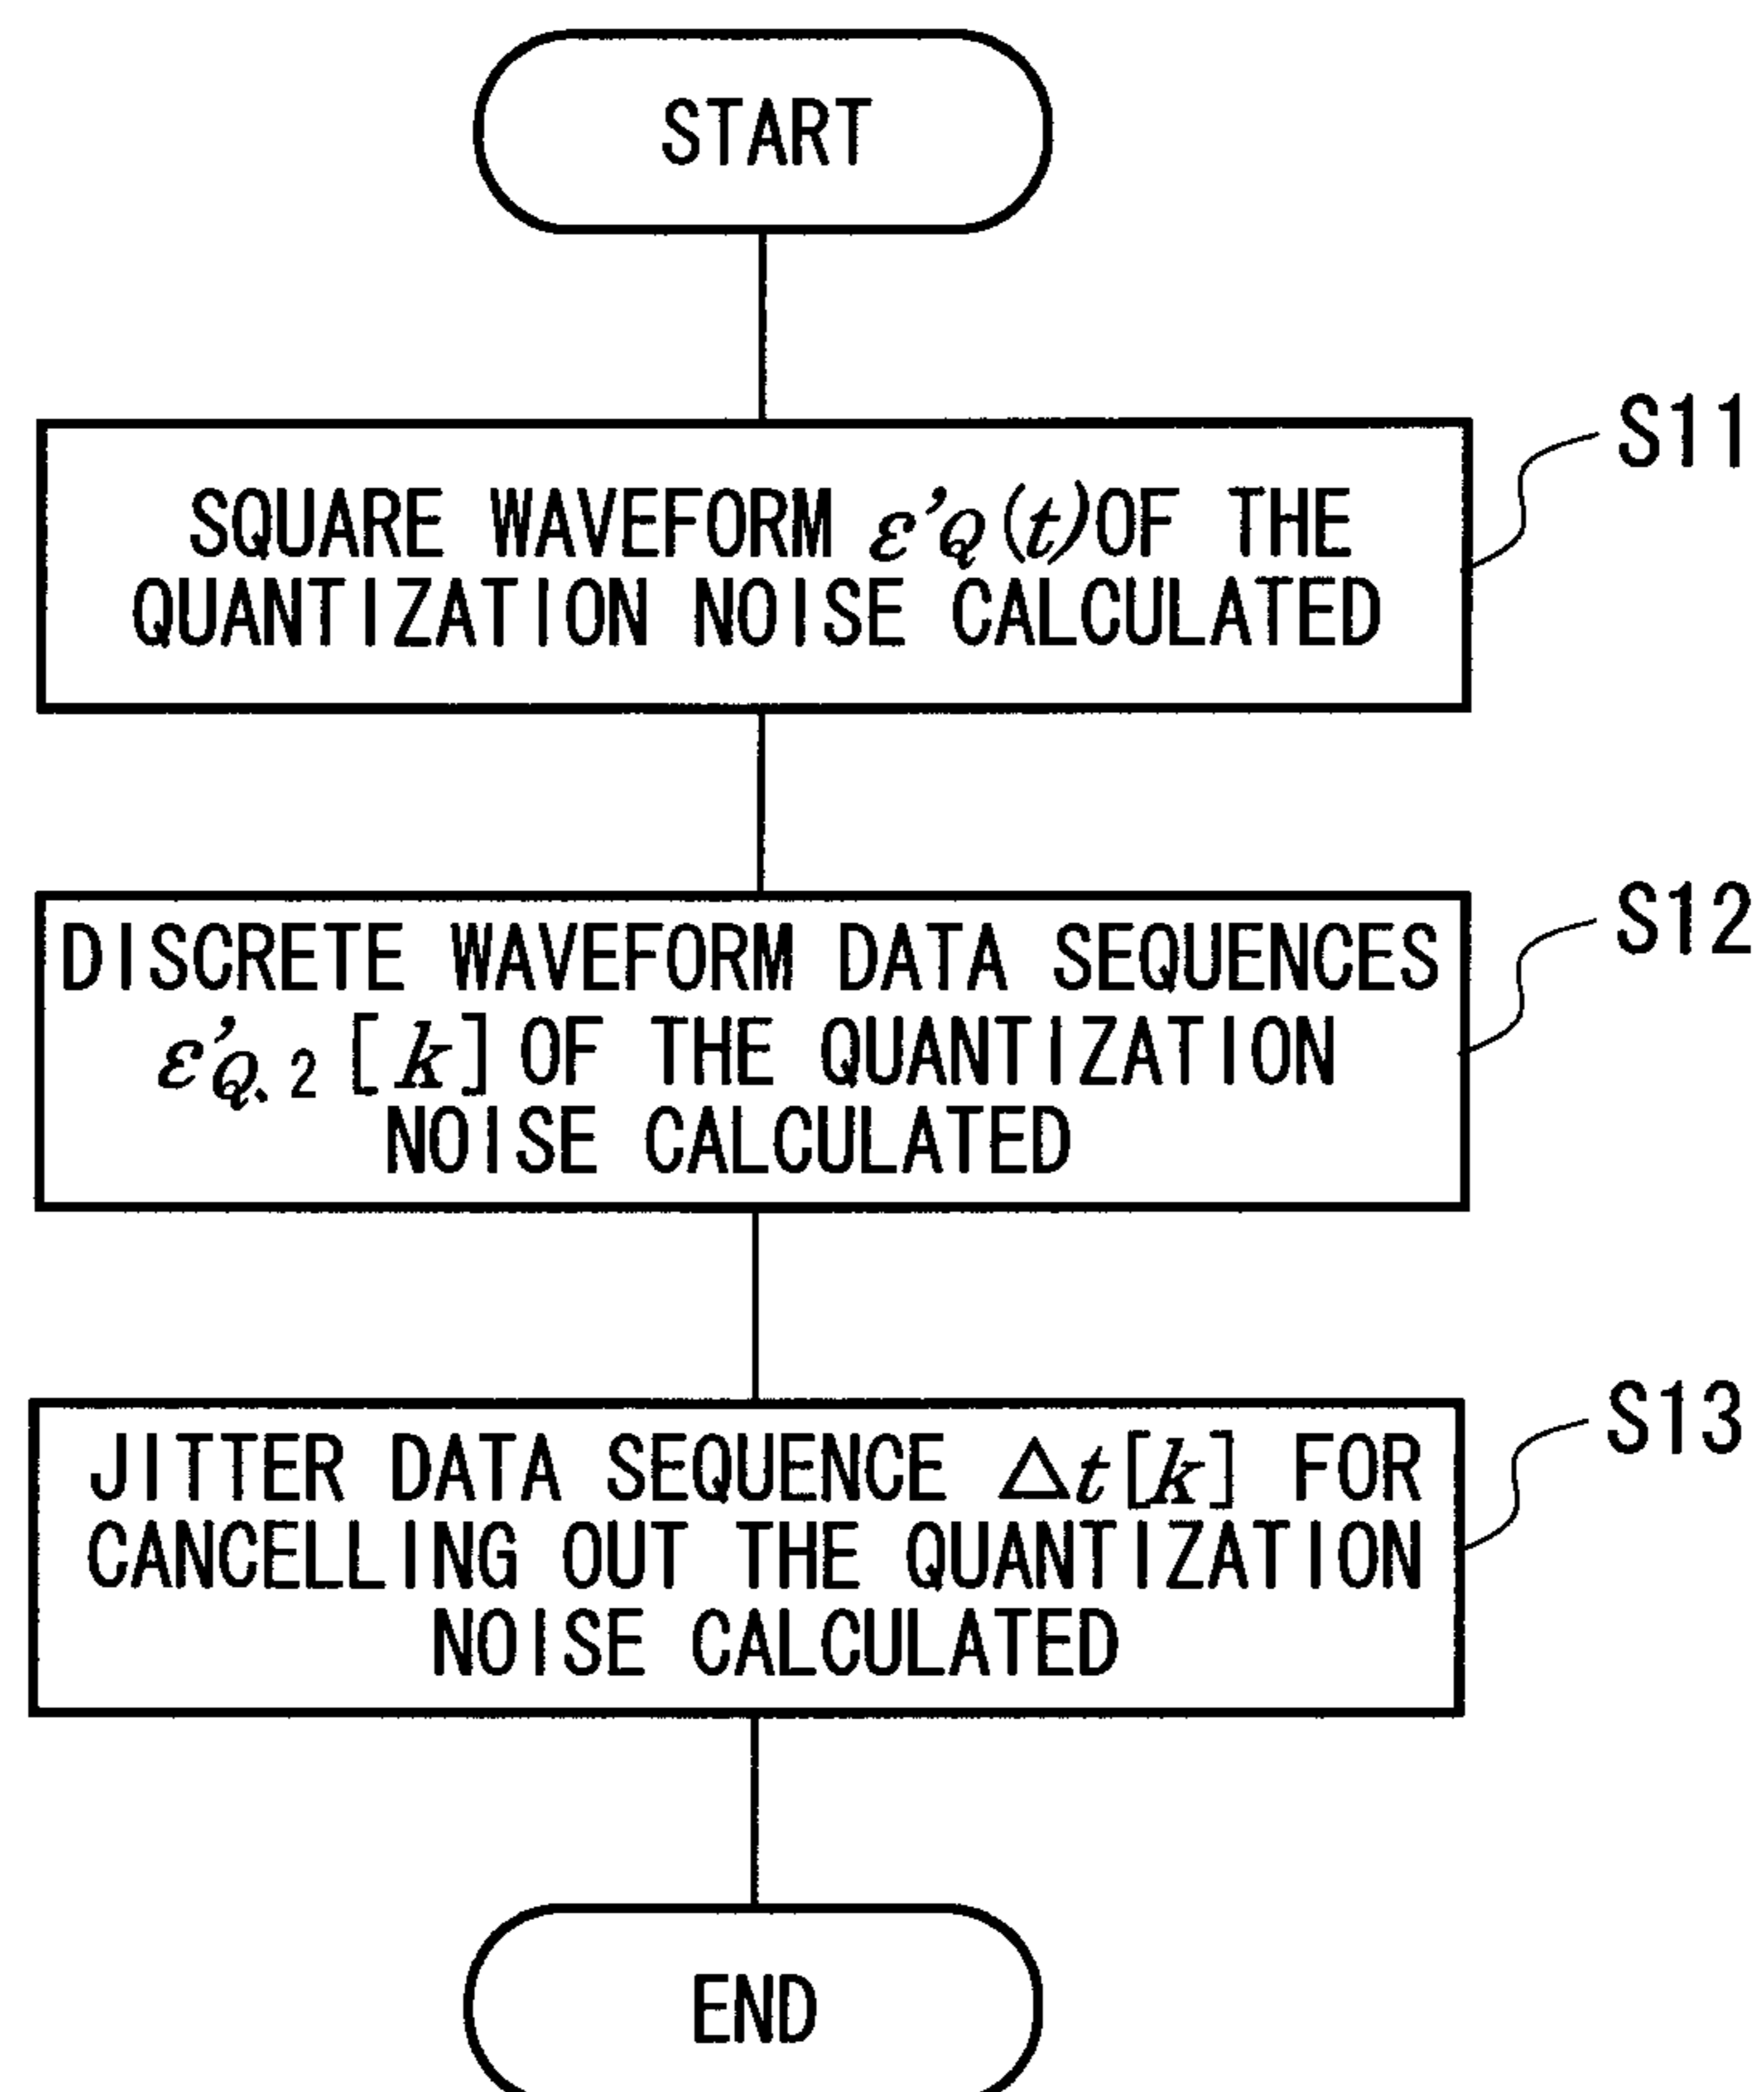 START
S11
SQUARE WAVEFORM ε'Q(t)OF THE
QUANTIZATION NOISE CALCULATED
S12
DISCRETE WAVEFORM DATA SEQUENCES
ε'Q,2 [k] OF THE QUANTIZATION
NOISE CALCULATED
S13
JITTER DATA SEQUENCE Δt[k] FOR
CANCELLING OUT THE QUANTIZATION
NOISE CALCULATED
END